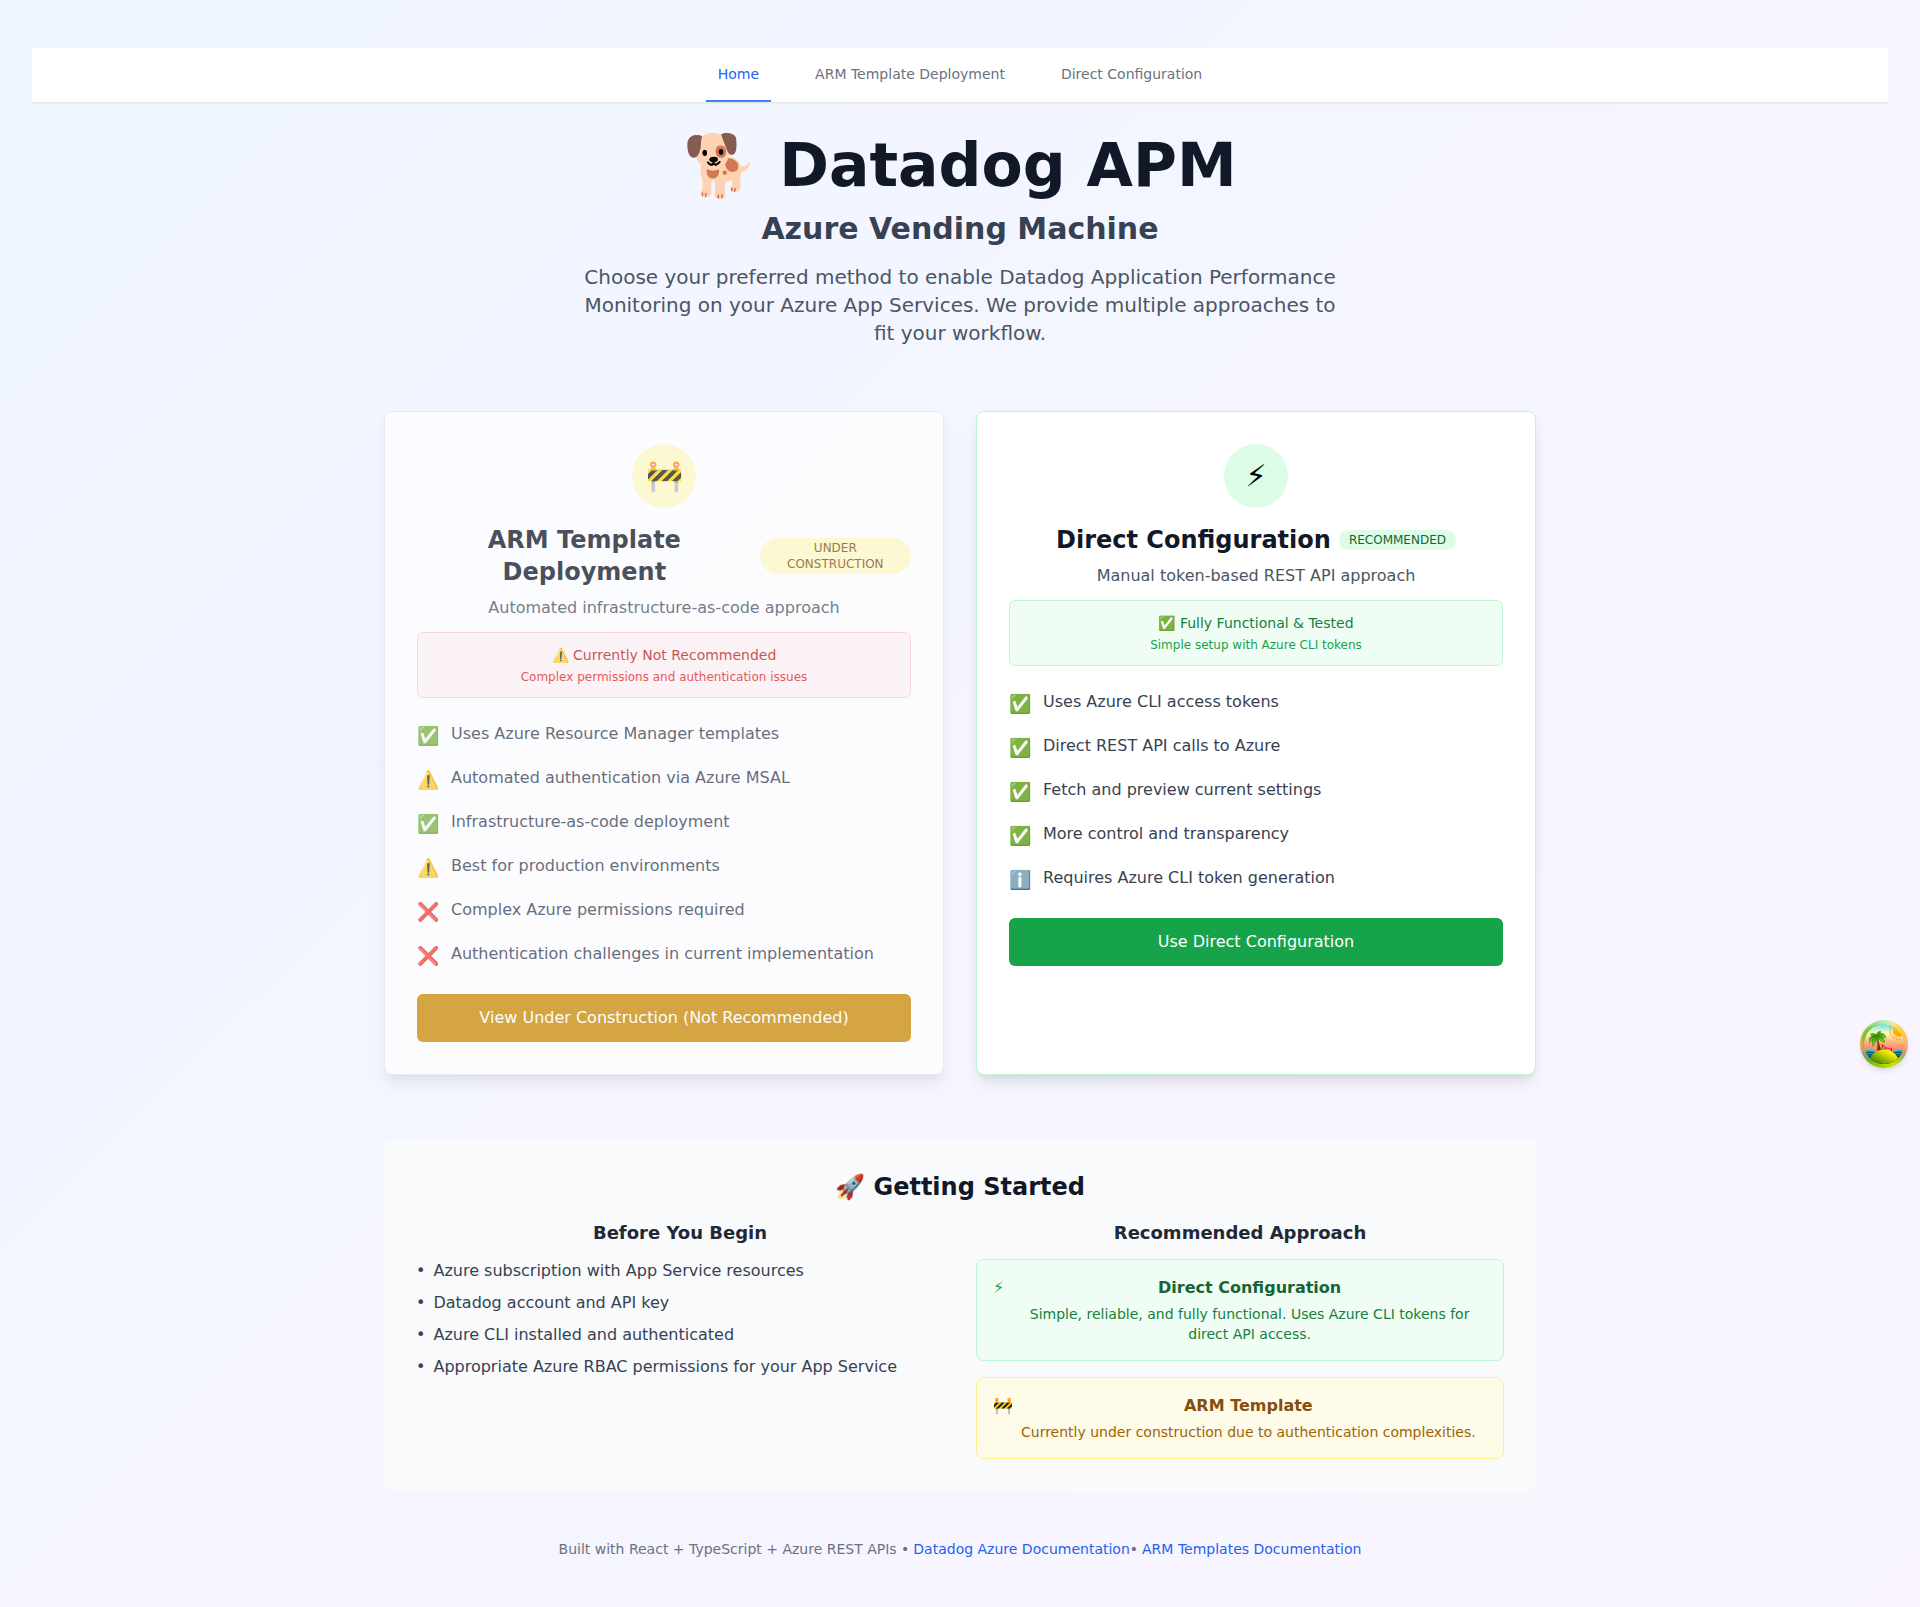 Home
ARM Template Deployment
Direct Configuration
Datadog APM
Azure Vending Machine
Choose your preferred method to enable Datadog Application Performance
Monitoring on your Azure App Services. We provide multiple approaches to
fit your workflow.
ARM Template
Deployment
UNDER
CONSTRUCTION
Automated infrastructure-as-code approach
⚠️ Currently Not Recommended
Complex permissions and authentication issues
✅ Uses Azure Resource Manager templates
⚠️ Automated authentication via Azure MSAL
✅ Infrastructure-as-code deployment
⚠️ Best for production environments
❌ Complex Azure permissions required
❌ Authentication challenges in current implementation
View Under Construction (Not Recommended)
Direct Configuration
RECOMMENDED
Manual token-based REST API approach
✅ Fully Functional & Tested
Simple setup with Azure CLI tokens
✅ Uses Azure CLI access tokens
✅ Direct REST API calls to Azure
✅ Fetch and preview current settings
✅ More control and transparency
ℹ️ Requires Azure CLI token generation
Use Direct Configuration
🚀 Getting Started
Before You Begin
• Azure subscription with App Service resources
• Datadog account and API key
• Azure CLI installed and authenticated
• Appropriate Azure RBAC permissions for your App Service
Recommended Approach
⚡ Direct Configuration
Simple, reliable, and fully functional. Uses Azure CLI tokens for
direct API access.
🚧 ARM Template
Currently under construction due to authentication complexities.
Built with React + TypeScript + Azure REST APIs • Datadog Azure Documentation• ARM Templates Documentation